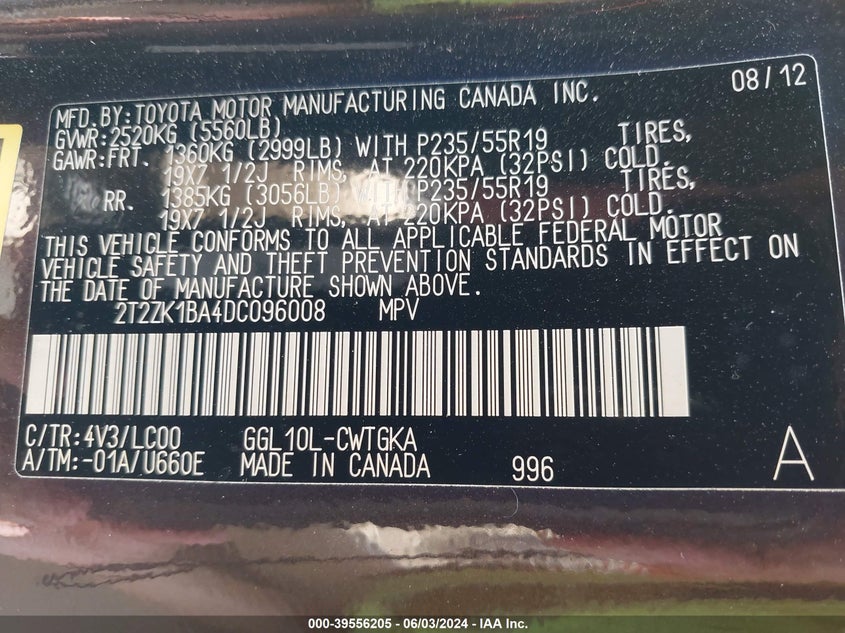 08/12
MFD. BY: TOYOTA MOTOR MANUFACTURING CANADA INC.
GVWR: 2520KG (5560LB)
GAWR: FRT. 1360KG (2999LB) WITH P235/55R19 TIRES,
19X7 1/2J RIMS, AT 220KPA (32PSI) COLD.
RR. 1385KG (3056LB) WITH P235/55R19 TIRES,
19X7 1/2J RIMS, AT 220KPA (32PSI) COLD.
THIS VEHICLE CONFORMS TO ALL APPLICABLE FEDERAL MOTOR
VEHICLE SAFETY AND THEFT PREVENTION STANDARDS IN EFFECT ON
THE DATE OF MANUFACTURE SHOWN ABOVE.
2T2ZK1BA4DC096008 MPV
C/TR: 4V3/LC00 GGL10L-CWTGKA
A/TM: -01A/U660E MADE IN CANADA 996 A
000-39556205 - 06/03/2024 - IAA Inc.